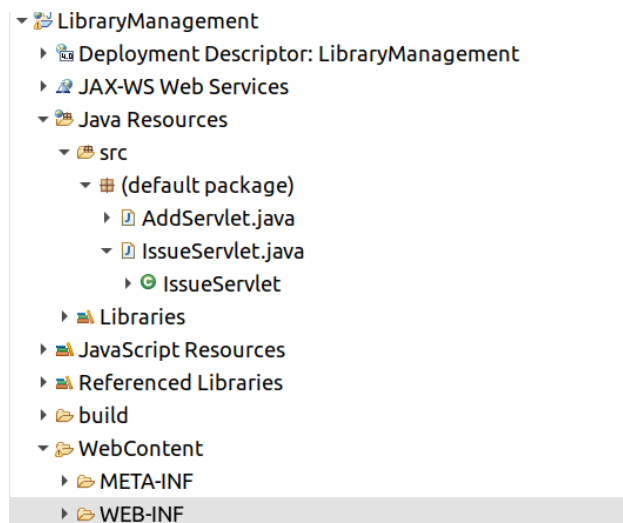 LibraryManagement
Deployment Descriptor: LibraryManagement
JAX-WS Web Services
Java Resources
src
(default package)
AddServlet.java
IssueServlet.java
IssueServlet
Libraries
JavaScript Resources
Referenced Libraries
build
WebContent
META-INF
WEB-INF